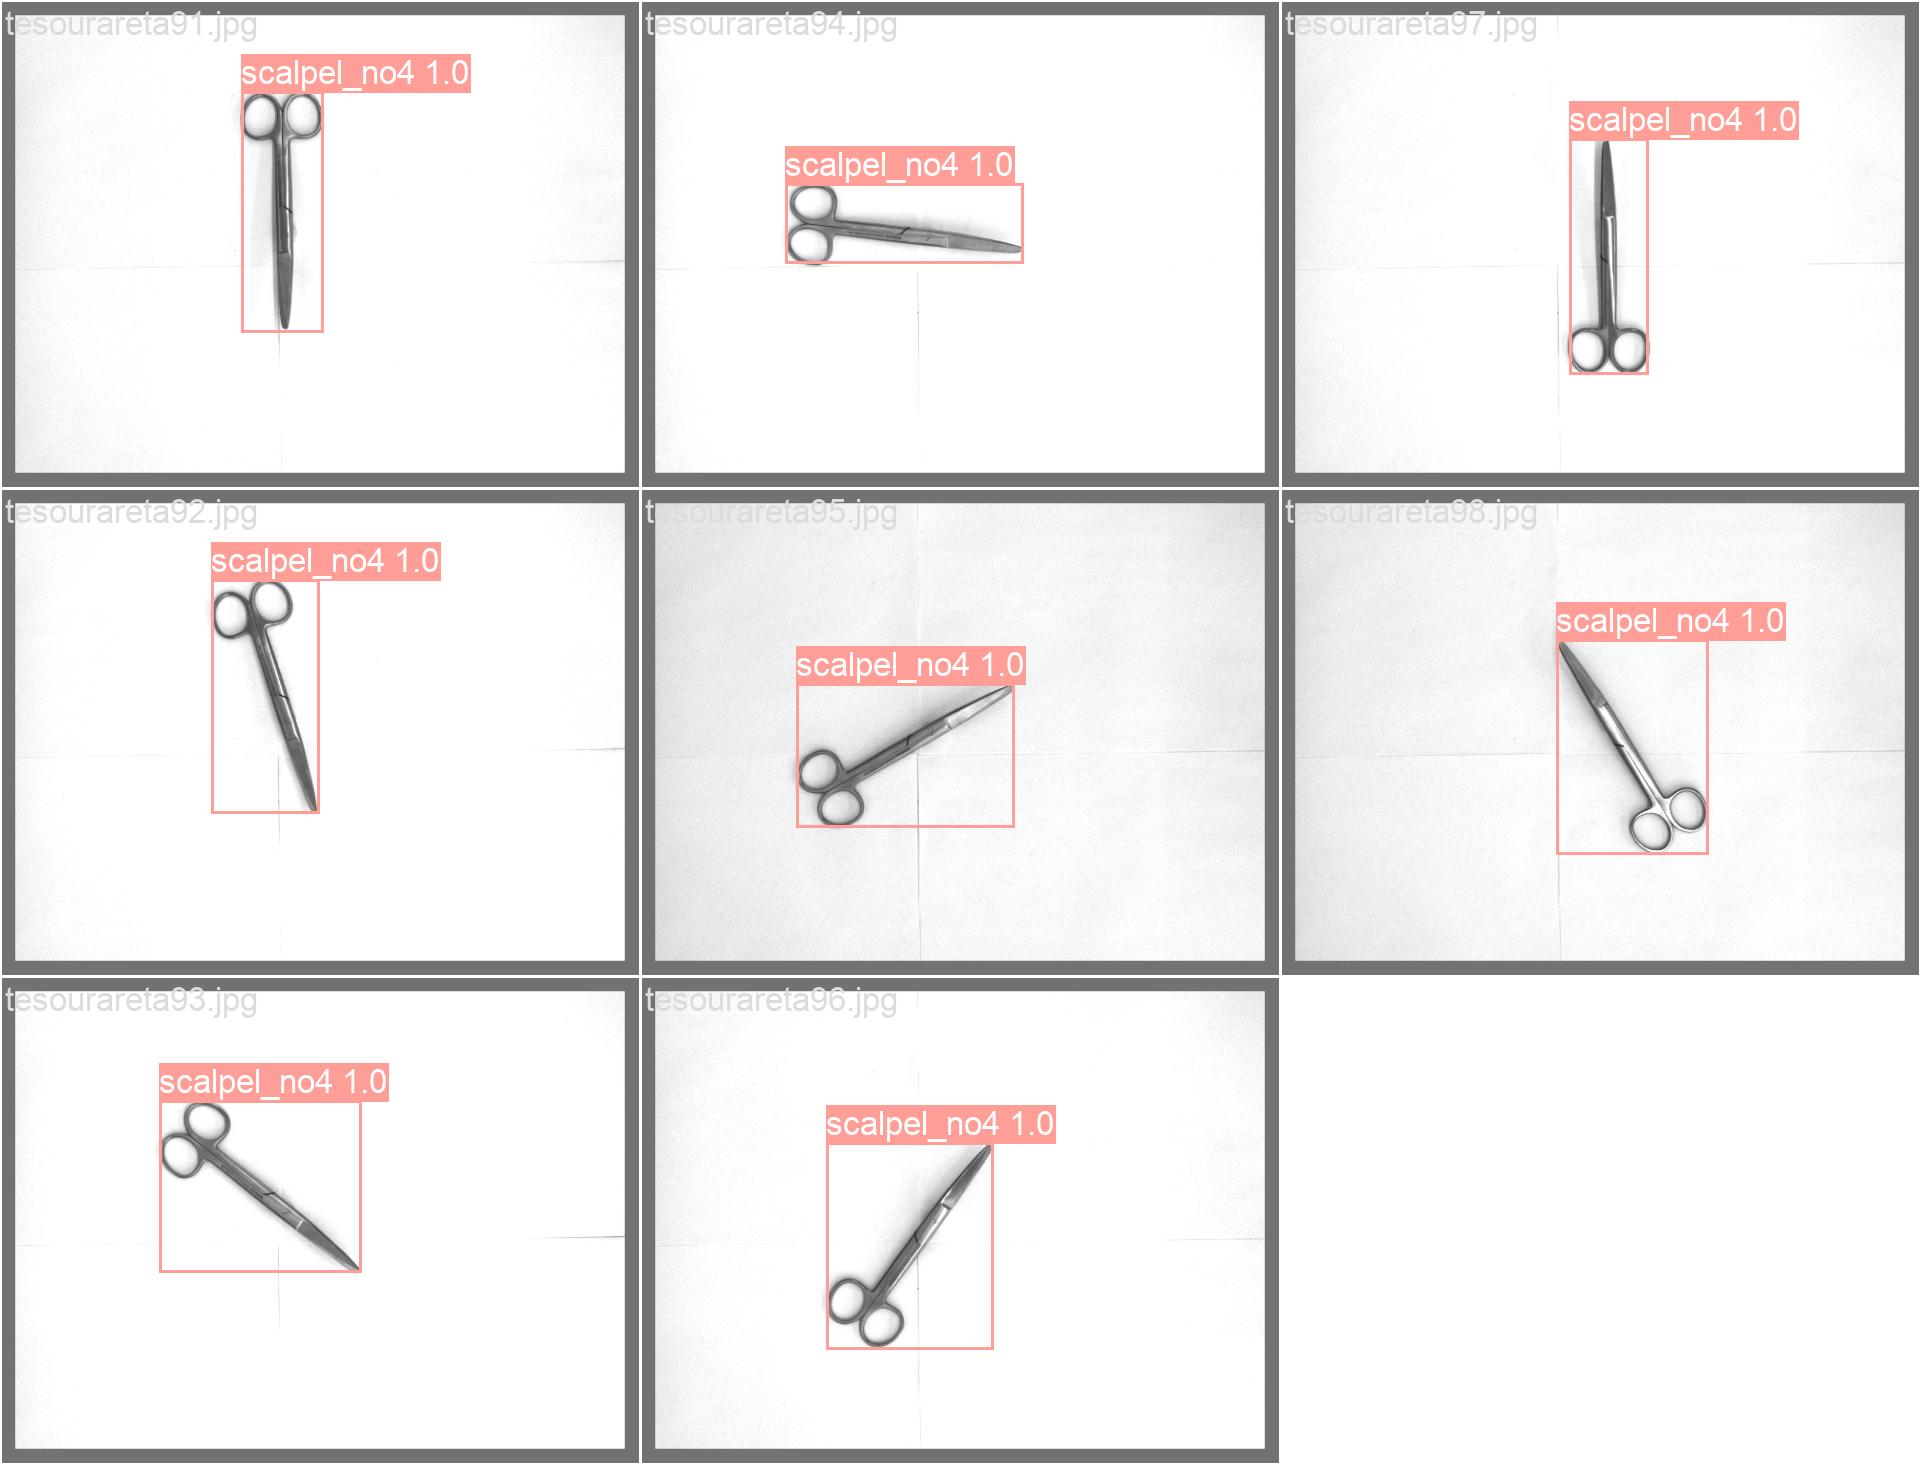 tesourareta91.jpg
scalpel_no4 1.0
tesourareta94.jpg
scalpel_no4 1.0
tesourareta97.jpg
scalpel_no4 1.0
tesourareta92.jpg
scalpel_no4 1.0
tesourareta95.jpg
scalpel_no4 1.0
tesourareta98.jpg
scalpel_no4 1.0
tesourareta93.jpg
scalpel_no4 1.0
tesourareta96.jpg
scalpel_no4 1.0